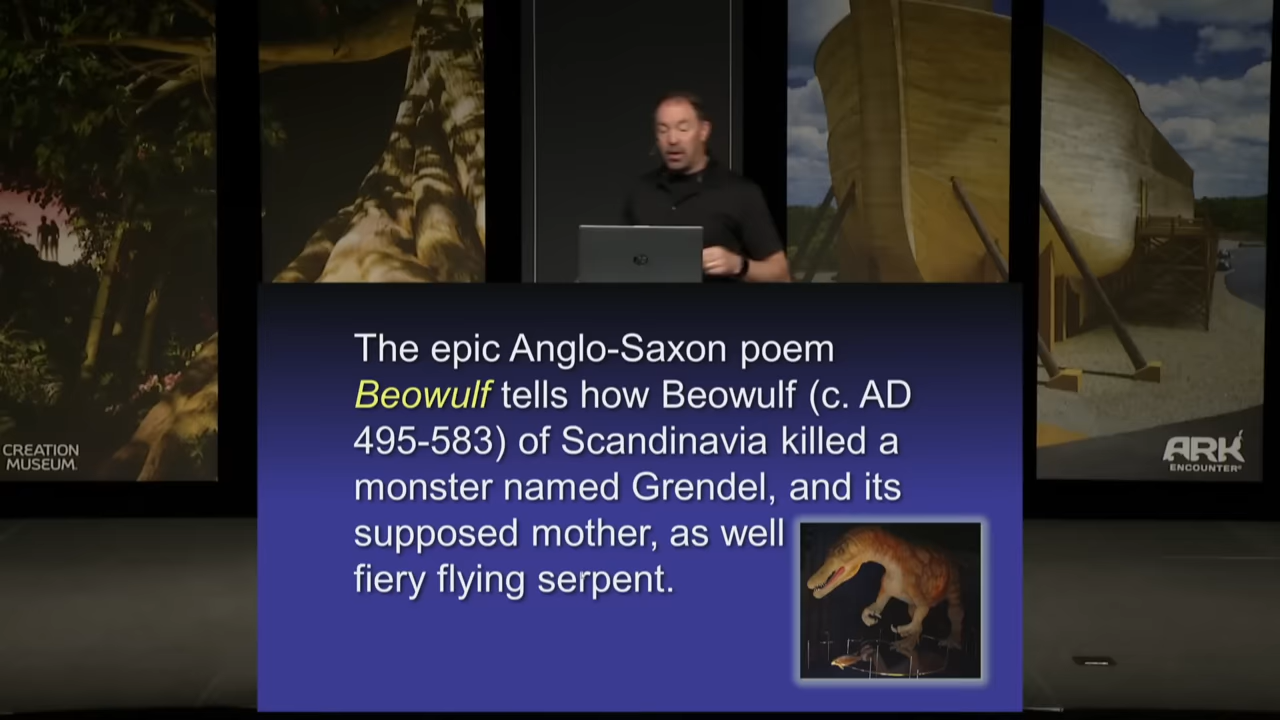 The epic Anglo-Saxon poem
Beowulf tells how Beowulf (c. AD
495-583) of Scandinavia killed a
monster named Grendel, and its
supposed mother, as well
fiery flying serpent.
CREATION
MUSEUM
ARK
ENCOUNTER
hp